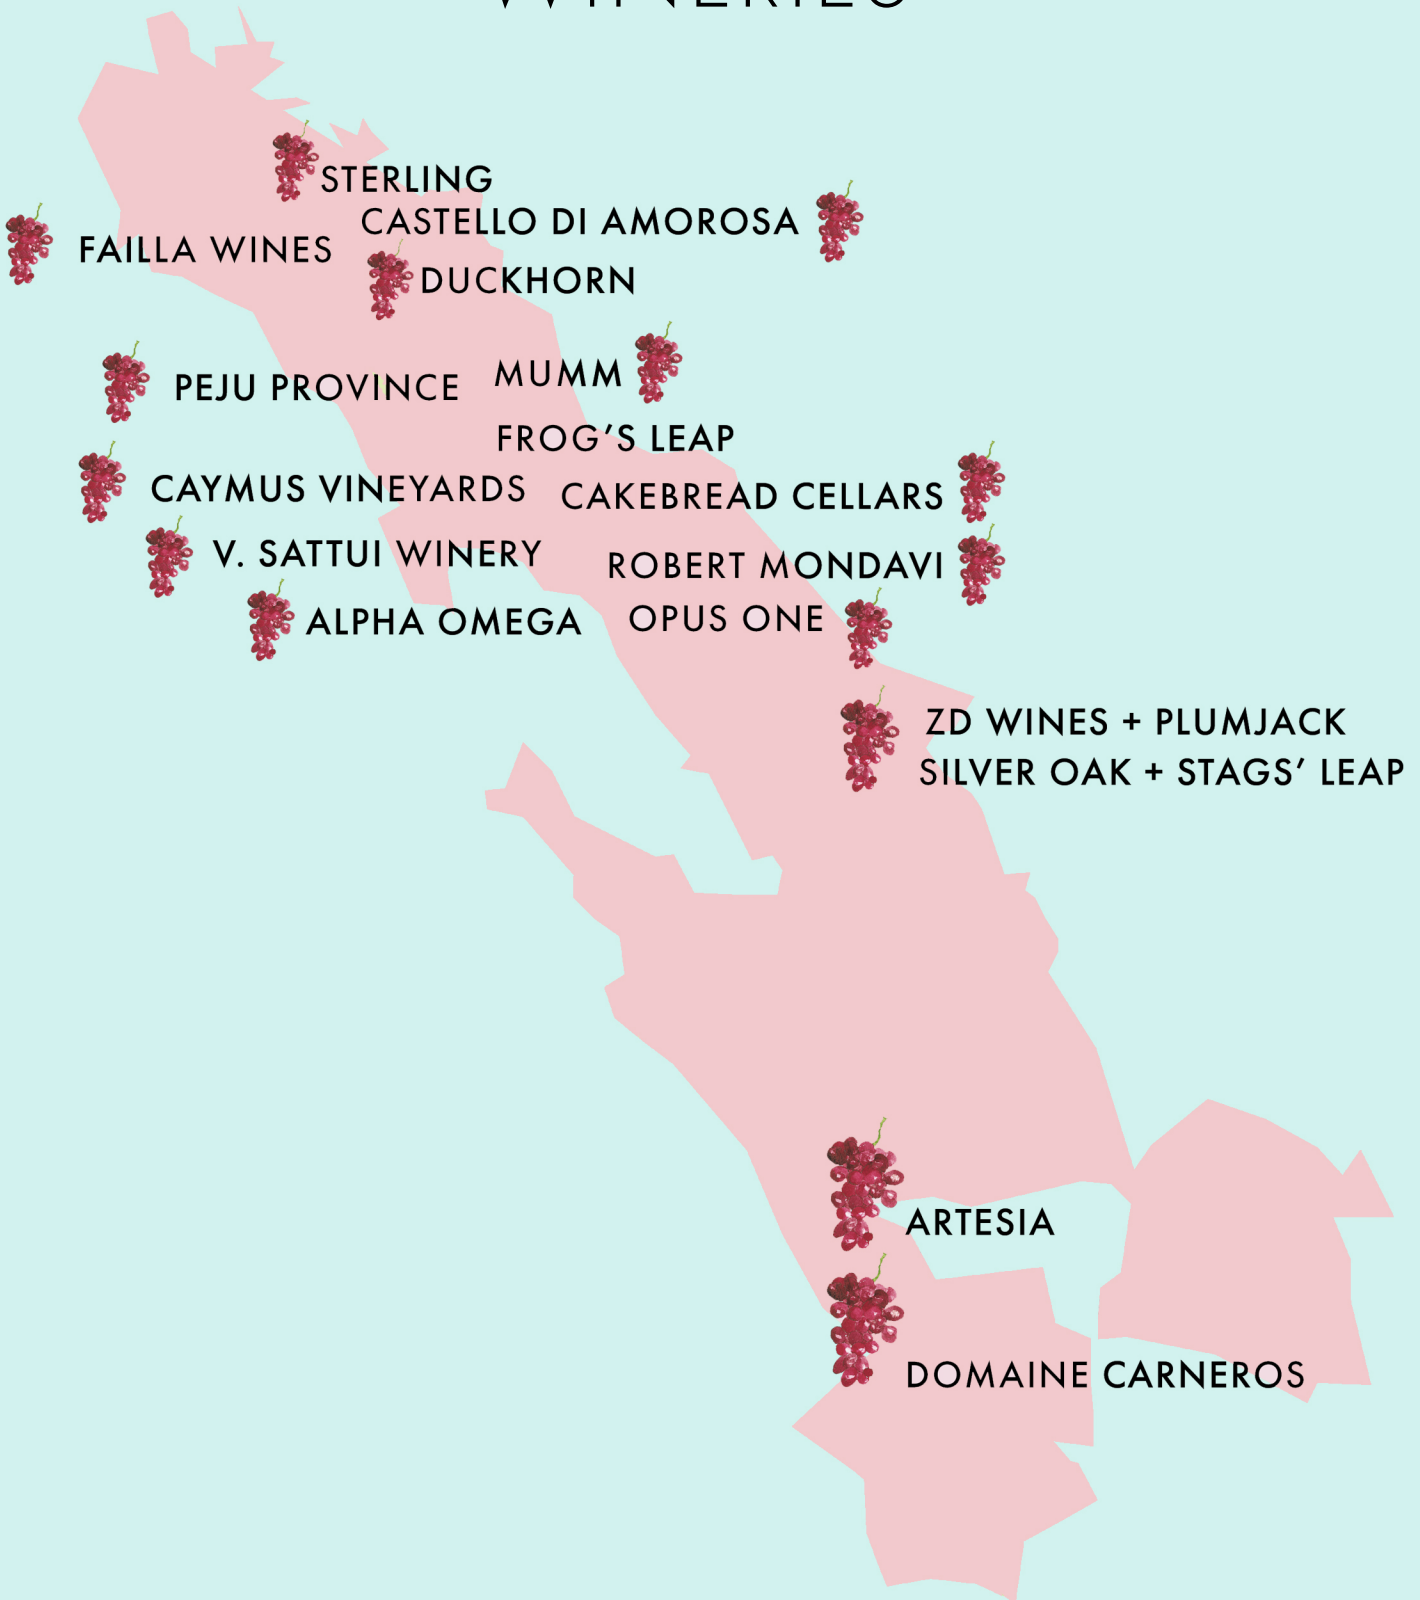 WINERIES
STERLING
CASTELLO DI AMOROSA
FAILLA WINES
DUCKHORN
MUMM
PEJU PROVINCE
FROG'S LEAP
CAYMUS VINEYARDS
CAKEBREAD CELLARS
V. SATTUI WINERY
ROBERT MONDAVI
ALPHA OMEGA
OPUS ONE
ZD WINES + PLUMJACK
SILVER OAK + STAGS' LEAP
ARTESIA
DOMAINE CARNEROS